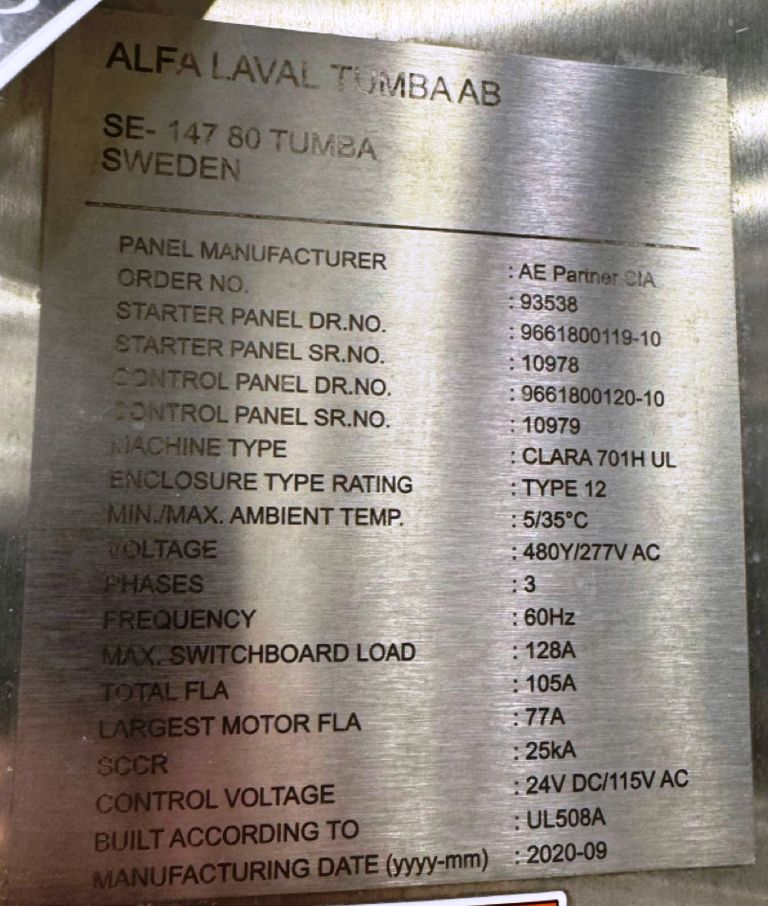 ALFA LAVAL TUMBA AB
SE- 147 80 TUMBA
SWEDEN
PANEL MANUFACTURER : AE Partner SIA
ORDER NO. : 93538
STARTER PANEL DR.NO. : 9661800119-10
STARTER PANEL SR.NO. : 10978
CONTROL PANEL DR.NO. : 9661800120-10
CONTROL PANEL SR.NO. : 10979
MACHINE TYPE : CLARA 701H UL
ENCLOSURE TYPE RATING : TYPE 12
MIN./MAX. AMBIENT TEMP. : 5/35°C
VOLTAGE : 480Y/277V AC
PHASES : 3
FREQUENCY : 60Hz
MAX. SWITCHBOARD LOAD : 128A
TOTAL FLA : 105A
LARGEST MOTOR FLA : 77A
SCCR : 25kA
CONTROL VOLTAGE : 24V DC/115V AC
BUILT ACCORDING TO : UL508A
MANUFACTURING DATE (yyyy-mm) : 2020-09